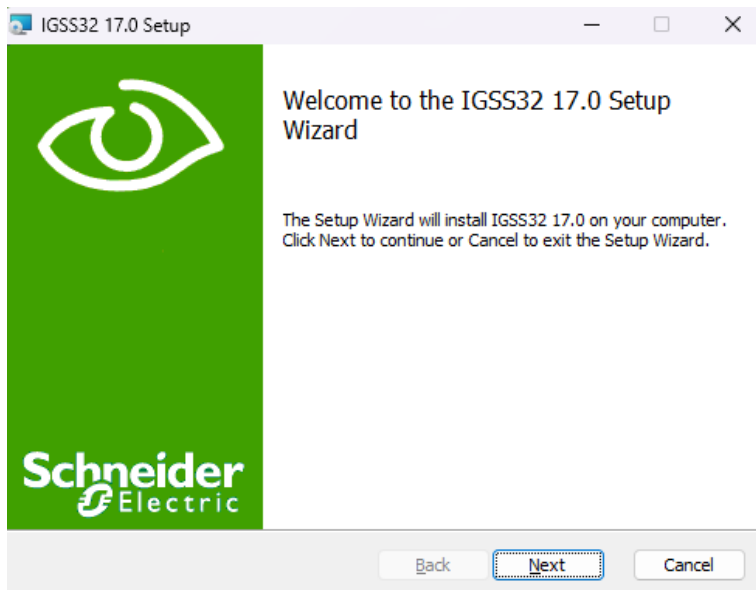 IGSS32 17.0 Setup
Welcome to the IGSS32 17.0 Setup
Wizard
The Setup Wizard will install IGSS32 17.0 on your computer.
Click Next to continue or Cancel to exit the Setup Wizard.
Schneider
Electric
Back Next Cancel